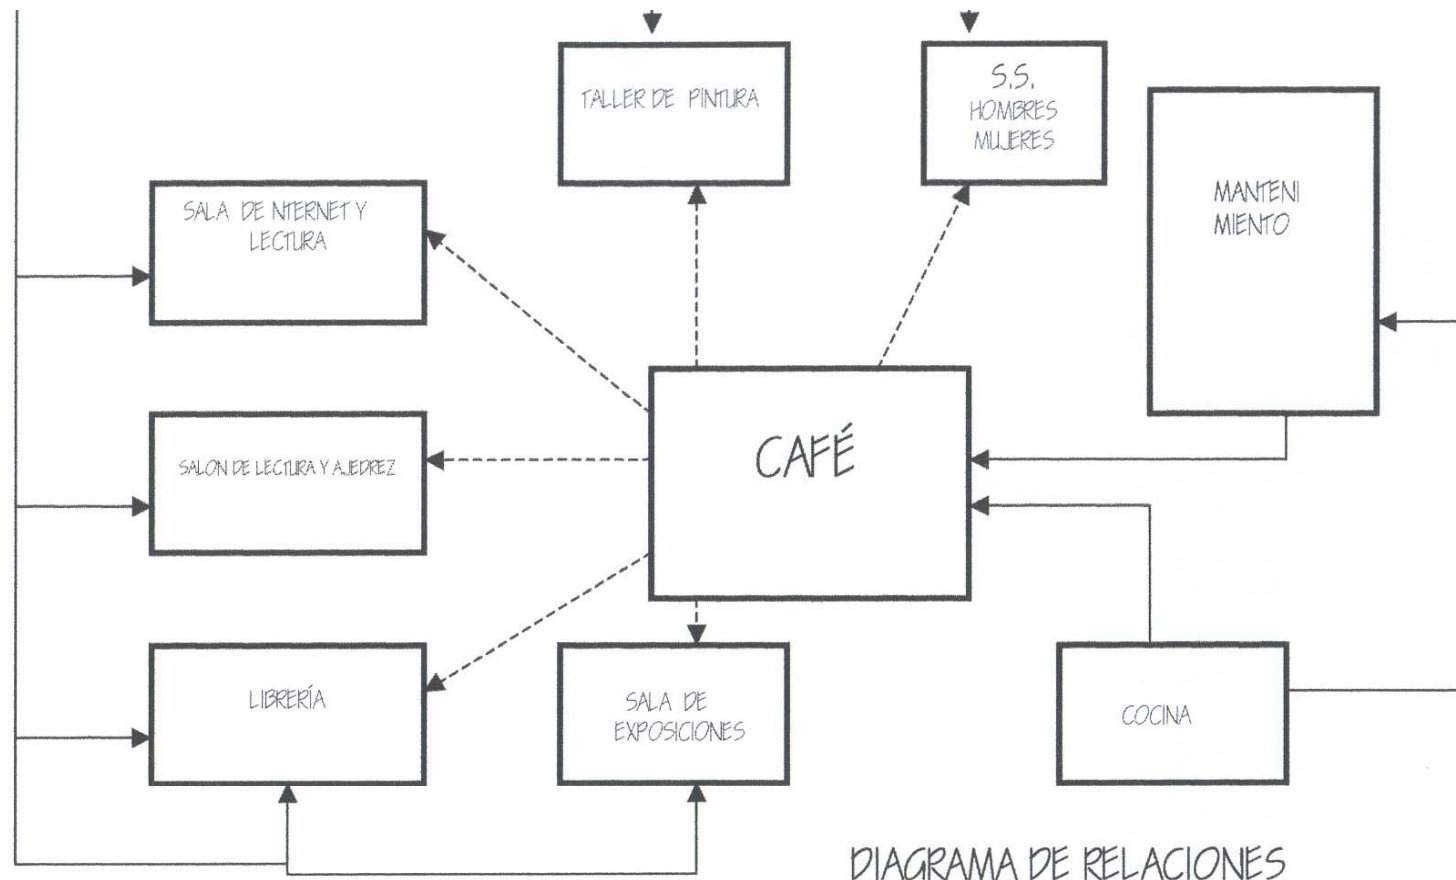 TALLER DE PINTURA
S.S.
HOMBRES
MUJERES
MANTENI
MIENTO
SALA DE NTERNET Y
LECTURA
CAFÉ
SALON DE LECTURA Y AJEDREZ
LIBRERÍA
SALA DE
EXPOSICIONES
COCINA
DIAGRAMA DE RELACIONES